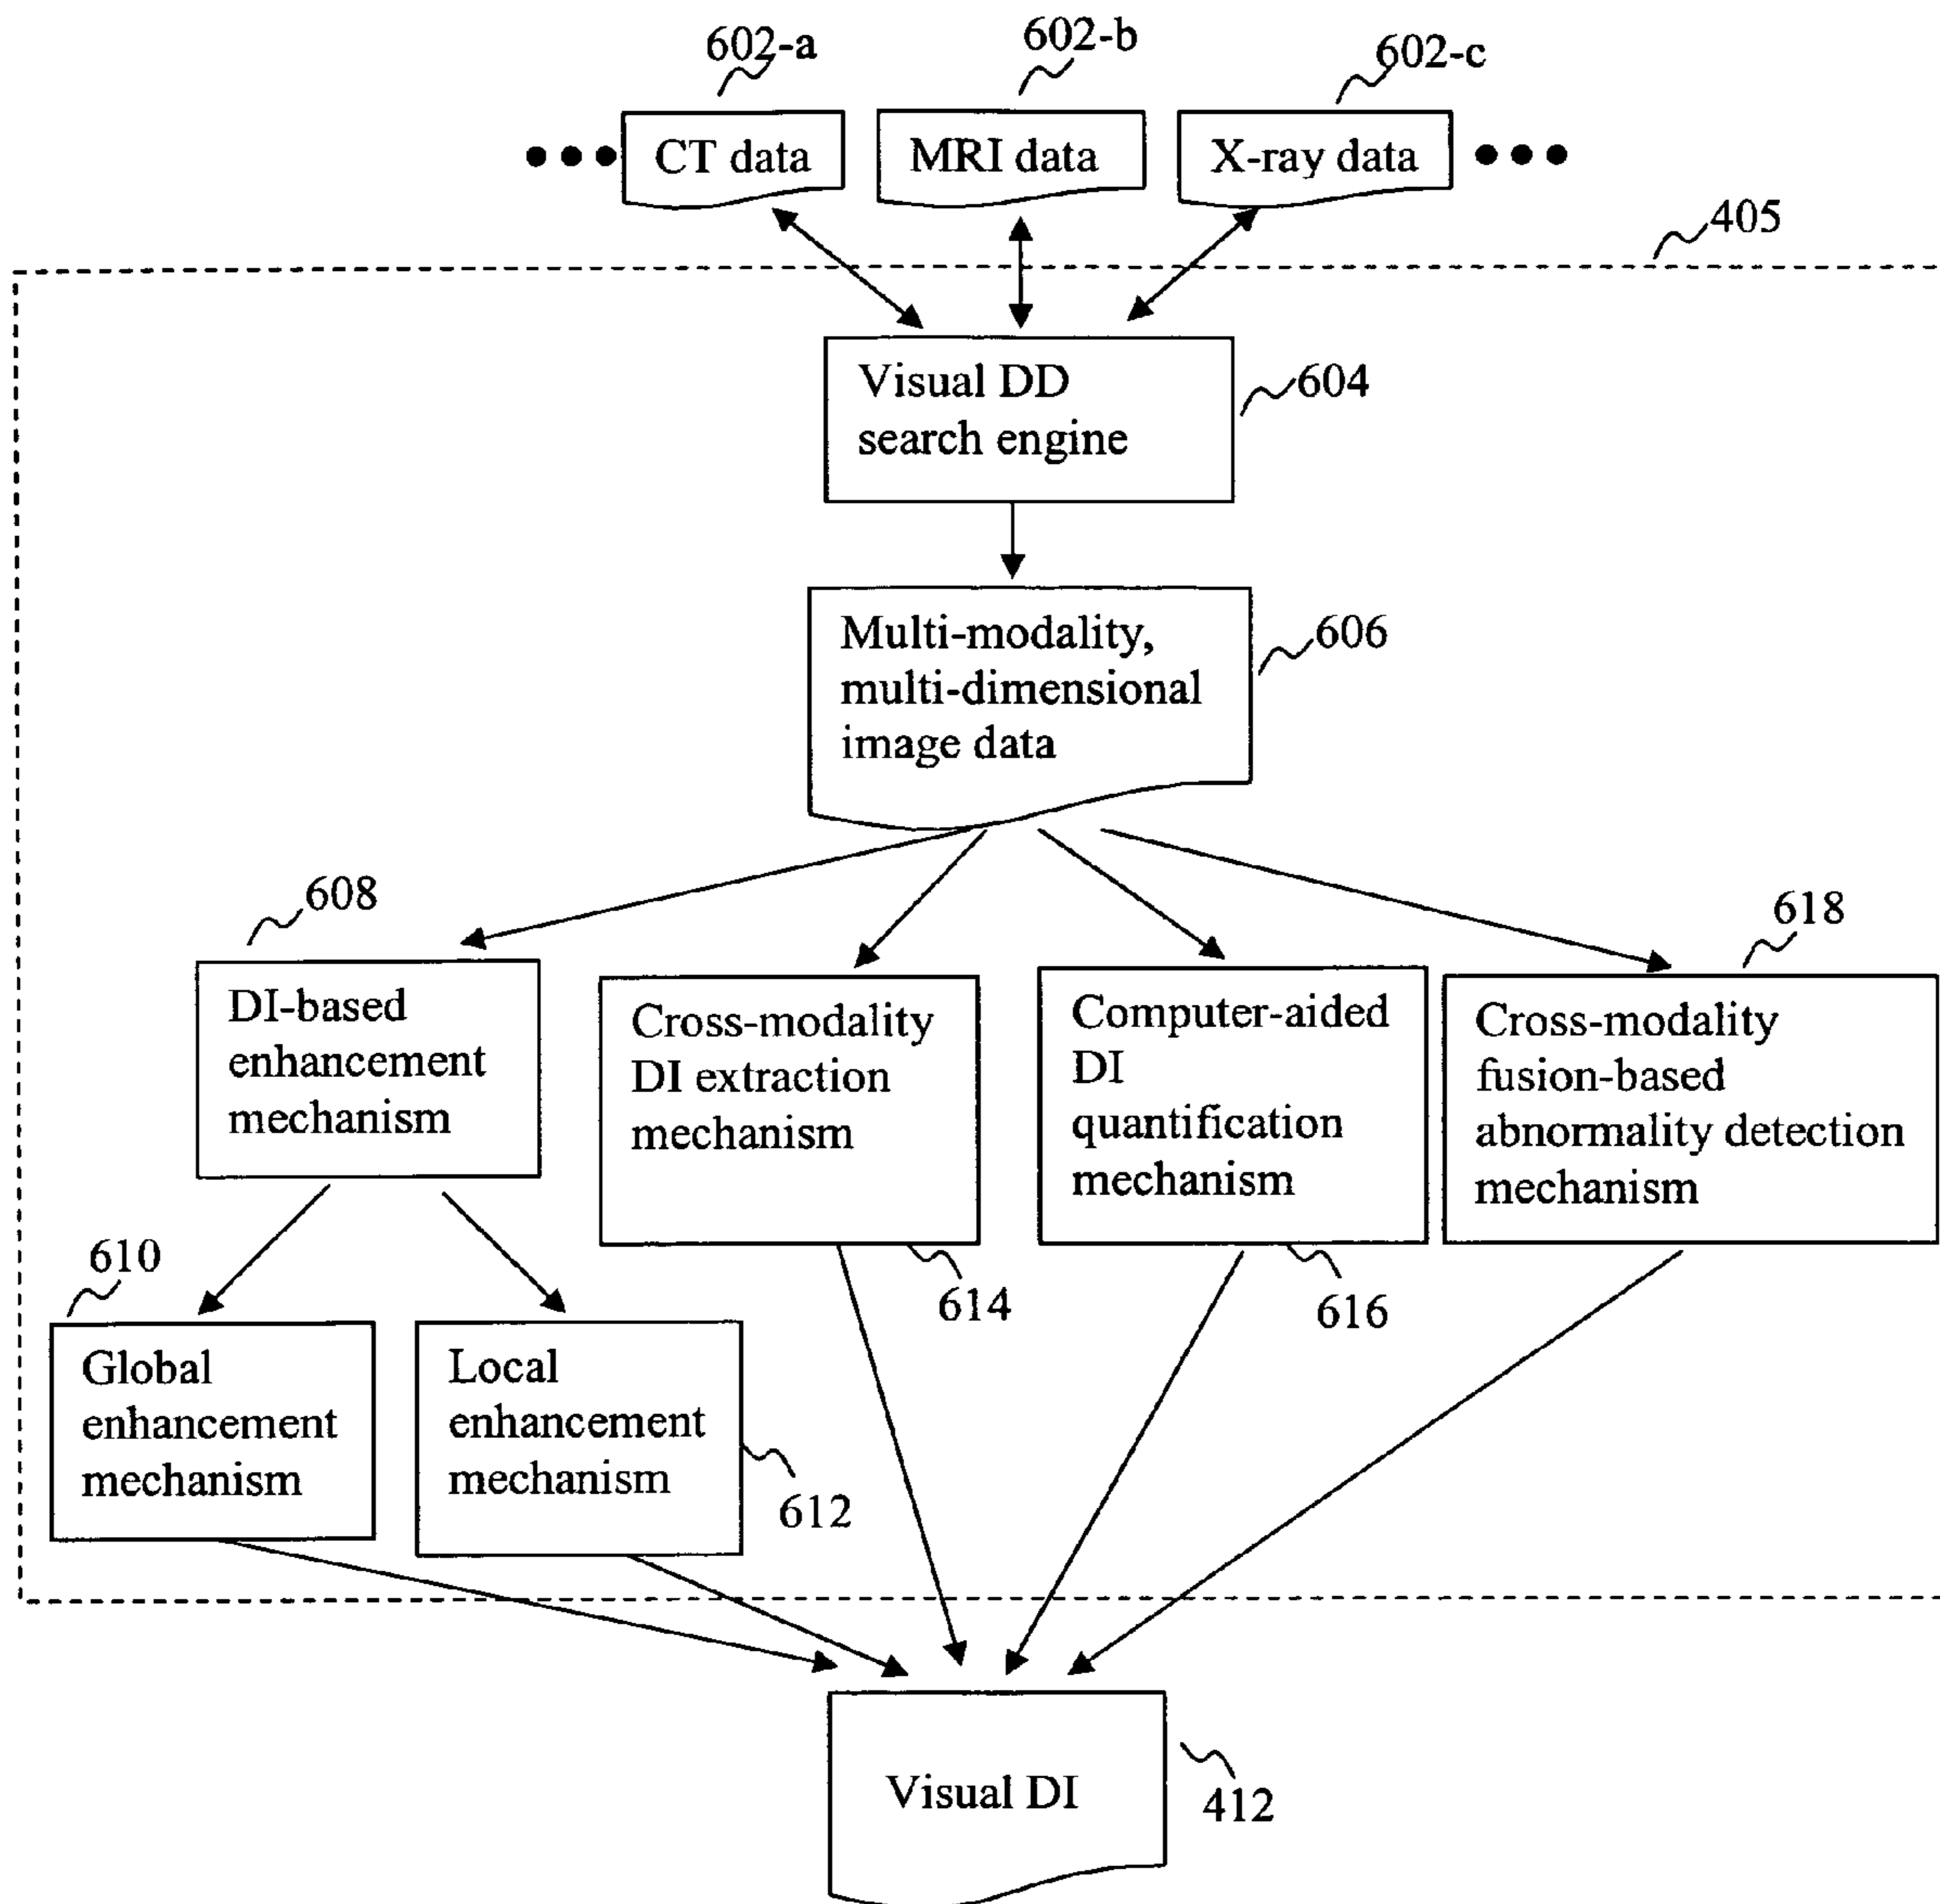 602-a
602-b
602-c
CT data
MRI data
X-ray data
405
Visual DD
search engine
604
Multi-modality,
multi-dimensional
image data
606
608
618
DI-based
enhancement
mechanism
Cross-modality
DI extraction
mechanism
Computer-aided
DI
quantification
mechanism
Cross-modality
fusion-based
abnormality detection
mechanism
610
614
616
Global
enhancement
mechanism
Local
enhancement
mechanism
612
Visual DI
412